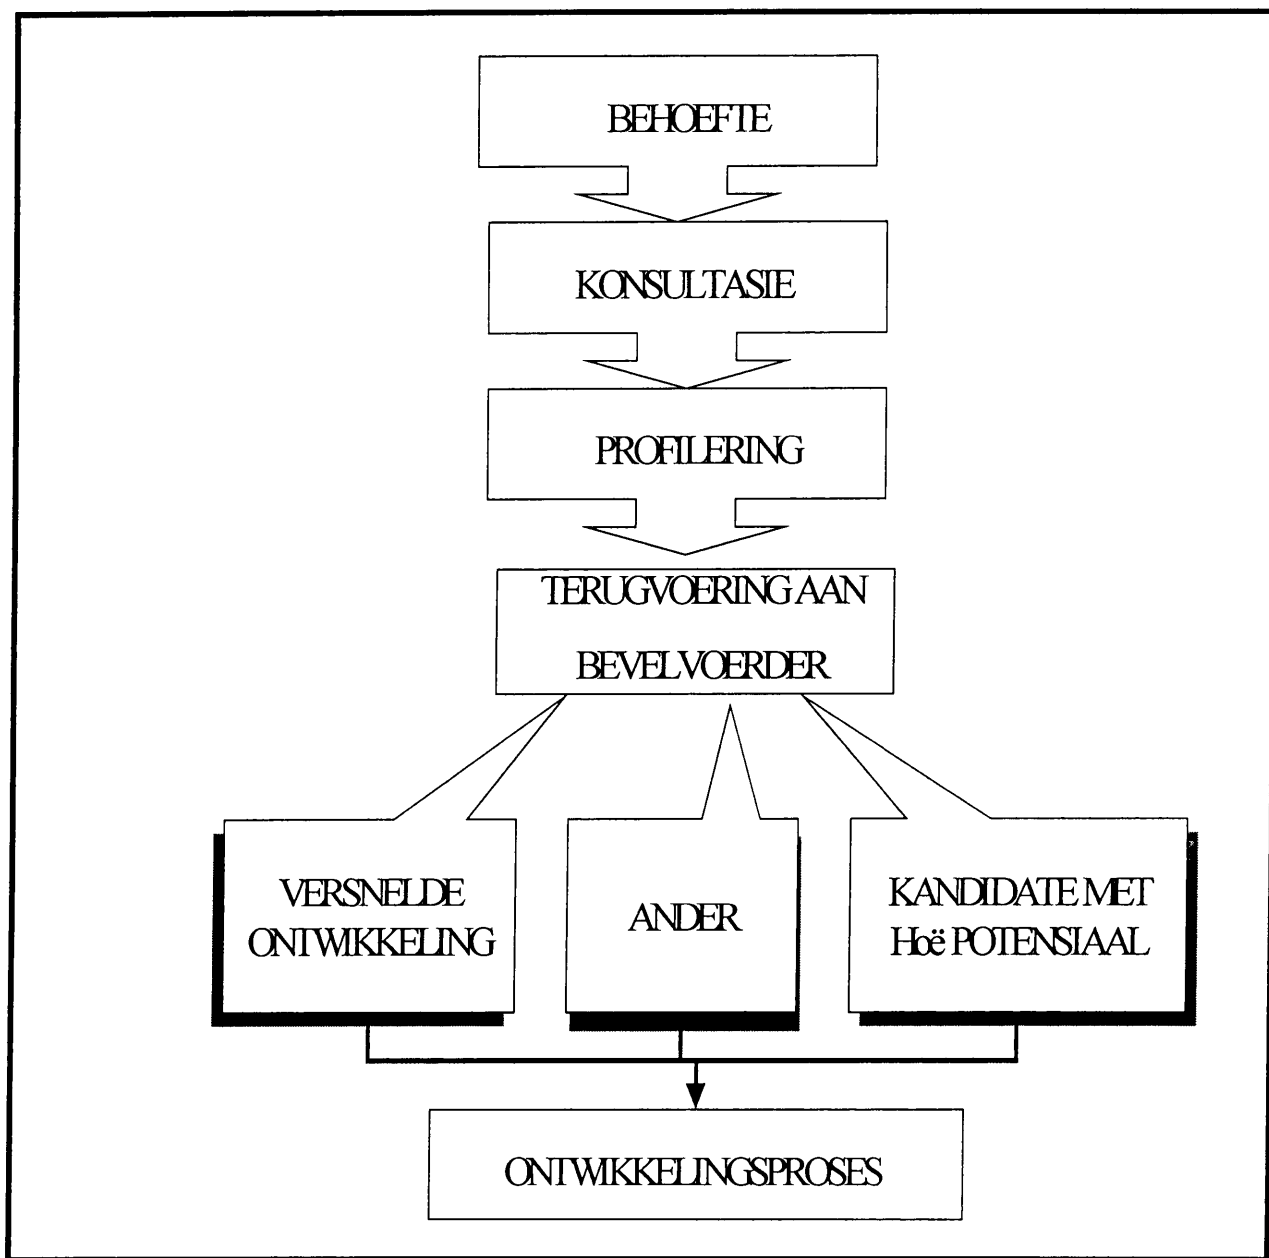 BEHOEFTE
KONSULTASIE
PROFILERING
TERUGVOERING AAN
BEVELVOERDER
VERSNELDE
ONTWIKKELING
ANDER
KANDIDATE MET
Hoë POTENSIAAL
ONTWIKKELINGSPROSES